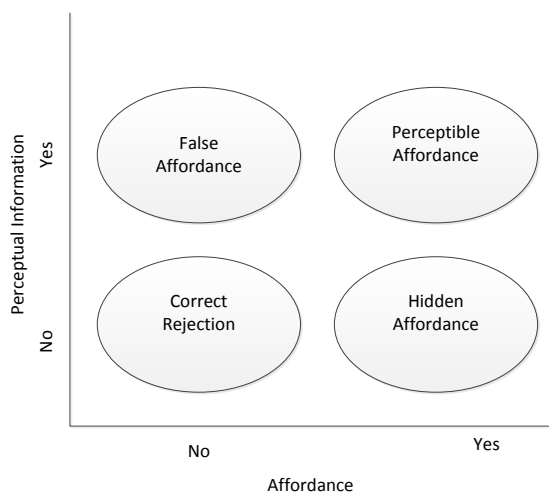 Perceptual Information
Yes
No
False
Affordance
Perceptible
Affordance
Correct
Rejection
Hidden
Affordance
No
Yes
Affordance